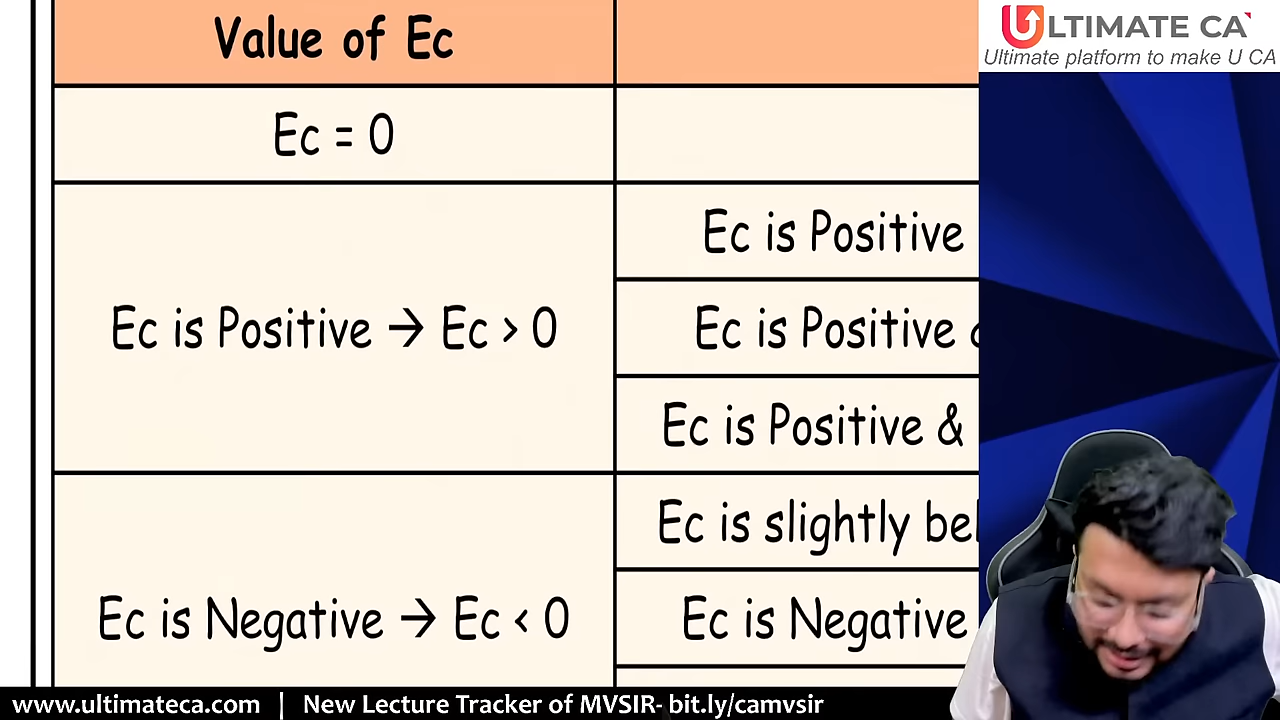 Value of Ec
Ec = 0
Ec is Positive → Ec > 0
Ec is Positive
Ec is Positive
Ec is Positive &
Ec is Negative → Ec < 0
Ec is slightly
Ec is Negative
ULTIMATE CA
Ultimate platform to make U CA
www.ultimateca.com | New Lecture Tracker of MVSIR- bit.ly/camvsir